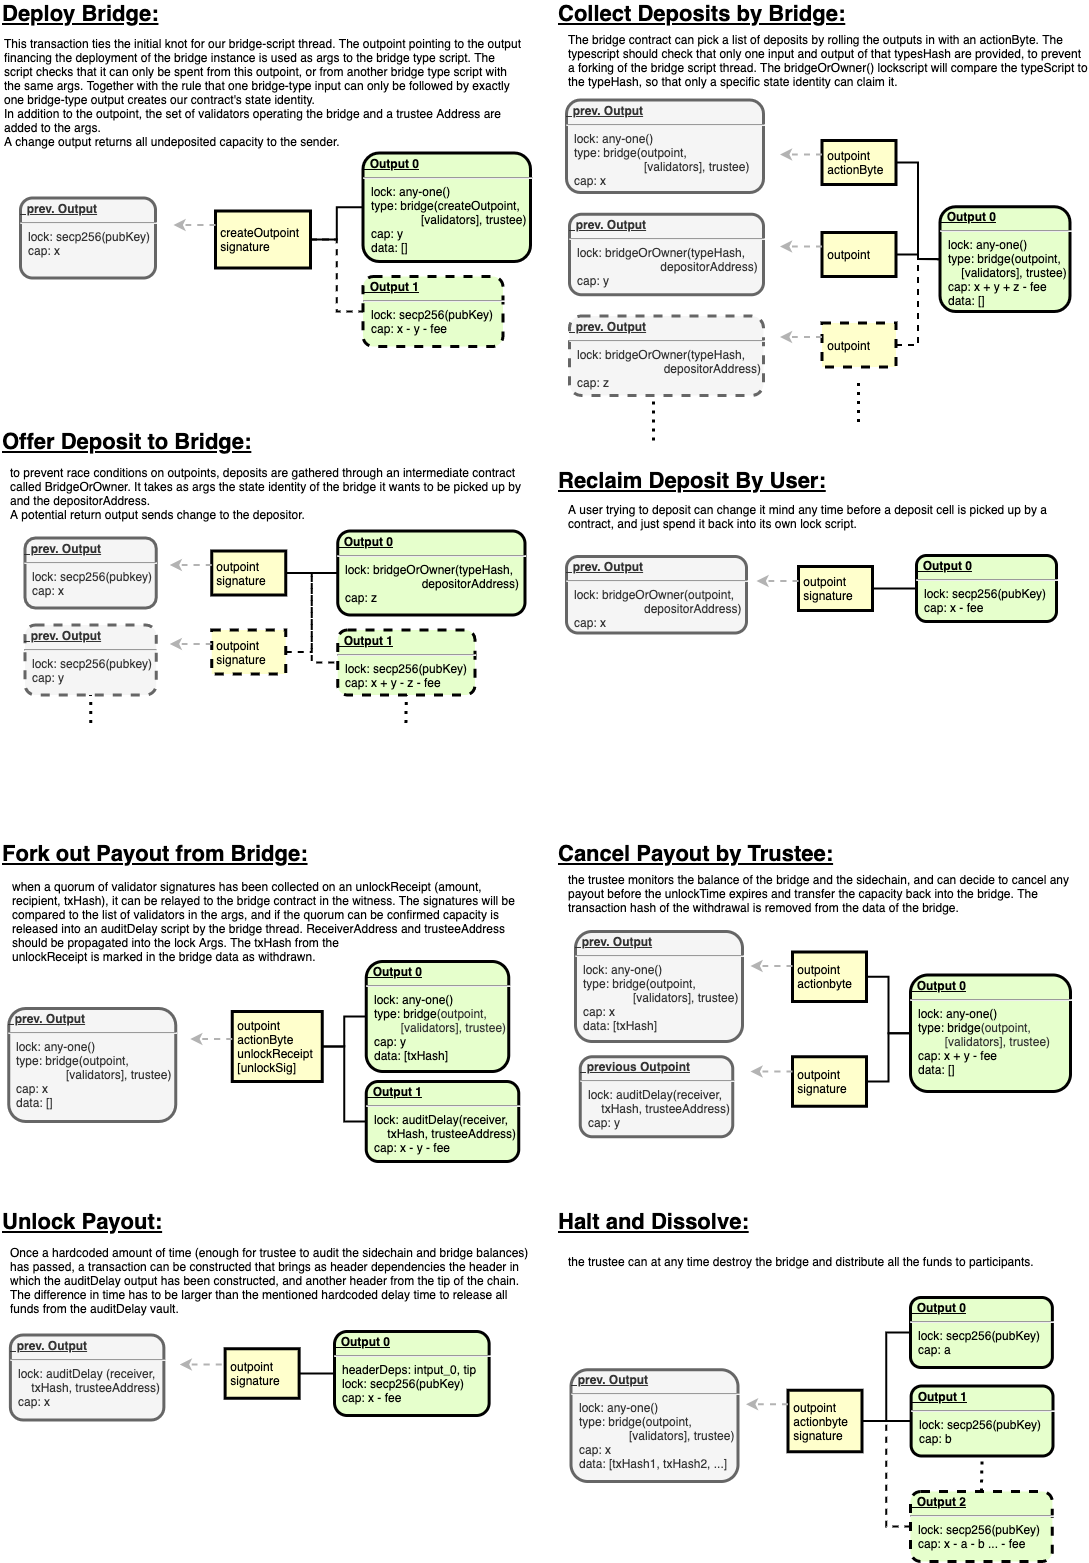 Deploy Bridge:
This transaction ties the initial knot for our bridge-script thread. The outpoint pointing to the output
financing the deployment of the bridge instance is used as args to the bridge type script. The
script checks that it can only be spent from this outpoint, or from another bridge type script with
the same args. Together with the rule that one bridge-type input can only be followed by exactly
one bridge-type output creates our contract's state identity.
In addition to the outpoint, the set of validators operating the bridge and a trustee Address are
added to the args.
A change output returns all undeposited capacity to the sender.
prev. Output
lock: secp256(pubKey)
cap: x
createOutpoint
signature
Output 0
lock: any-one()
type: bridge(createOutpoint,
[validators], trustee)
cap: y
data: []
Output 1
lock: secp256(pubKey)
cap: x - y - fee
Collect Deposits by Bridge:
The bridge contract can pick a list of deposits by rolling the outputs in with an actionByte. The
typescript should check that only one input and output of that typesHash are provided, to prevent
a forking of the bridge script thread. The bridgeOrOwner() lockscript will compare the typeScript to
the typeHash, so that only a specific state identity can claim it.
prev. Output
lock: any-one()
type: bridge(outpoint,
[validators], trustee)
cap: x
outpoint
actionByte
prev. Output
lock: bridgeOrOwner(typeHash,
depositorAddress)
cap: y
outpoint
prev. Output
lock: bridgeOrOwner(typeHash,
depositorAddress)
cap: z
outpoint
Output 0
lock: any-one()
type: bridge(outpoint,
[validators], trustee)
cap: x + y + z - fee
data: []
Offer Deposit to Bridge:
to prevent race conditions on outpoints, deposits are gathered through an intermediate contract
called BridgeOrOwner. It takes as args the state identity of the bridge it wants to be picked up by
and the depositorAddress.
A potential return output sends change to the depositor.
prev. Output
lock: secp256(pubkey)
cap: x
outpoint
signature
Output 0
lock: bridgeOrOwner(typeHash,
depositorAddress)
cap: z
prev. Output
lock: secp256(pubkey)
cap: y
outpoint
signature
Output 1
lock: secp256(pubKey)
cap: x + y - z - fee
Reclaim Deposit By User:
A user trying to deposit can change it mind any time before a deposit cell is picked up by a
contract, and just spend it back into its own lock script.
prev. Output
lock: bridgeOrOwner(outpoint,
depositorAddress)
cap: x
outpoint
signature
Output 0
lock: secp256(pubKey)
cap: x - fee
Fork out Payout from Bridge:
when a quorum of validator signatures has been collected on an unlockReceipt (amount,
recipient, txHash), it can be relayed to the bridge contract in the witness. The signatures will be
compared to the list of validators in the args, and if the quorum can be confirmed capacity is
released into an auditDelay script by the bridge thread. ReceiverAddress and trusteeAddress
should be propagated into the lock Args. The txHash from the
unlockReceipt is marked in the bridge data as withdrawn.
prev. Output
lock: any-one()
type: bridge(outpoint,
[validators], trustee)
cap: x
data: []
outpoint
actionByte
unlockReceipt
[unlockSig]
Output 0
lock: any-one()
type: bridge(outpoint,
[validators], trustee)
cap: y
data: [txHash]
Output 1
lock: auditDelay(receiver,
txHash, trusteeAddress)
cap: x - y - fee
Cancel Payout by Trustee:
the trustee monitors the balance of the bridge and the sidechain, and can decide to cancel any
payout before the unlockTime expires and transfer the capacity back into the bridge. The
transaction hash of the withdrawal is removed from the data of the bridge.
prev. Output
lock: any-one()
type: bridge(outpoint,
[validators], trustee)
cap: x
data: [txHash]
outpoint
actionbyte
previous Outpoint
lock: auditDelay(receiver,
txHash, trusteeAddress)
cap: y
outpoint
signature
Output 0
lock: any-one()
type: bridge(outpoint,
[validators], trustee)
cap: x + y - fee
data: []
Unlock Payout:
Once a hardcoded amount of time (enough for trustee to audit the sidechain and bridge balances)
has passed, a transaction can be constructed that brings as header dependencies the header in
which the auditDelay output has been constructed, and another header from the tip of the chain.
The difference in time has to be larger than the mentioned hardcoded delay time to release all
funds from the auditDelay vault.
prev. Output
lock: auditDelay (receiver,
txHash, trusteeAddress)
cap: x
outpoint
signature
Output 0
headerDeps: intput_0, tip
lock: secp256(pubKey)
cap: x - fee
Halt and Dissolve:
the trustee can at any time destroy the bridge and distribute all the funds to participants.
prev. Output
lock: any-one()
type: bridge(outpoint,
[validators], trustee)
cap: x
data: [txHash1, txHash2, ...]
outpoint
actionbyte
signature
Output 0
lock: secp256(pubKey)
cap: a
Output 1
lock: secp256(pubKey)
cap: b
Output 2
lock: secp256(pubKey)
cap: x - a - b ... - fee